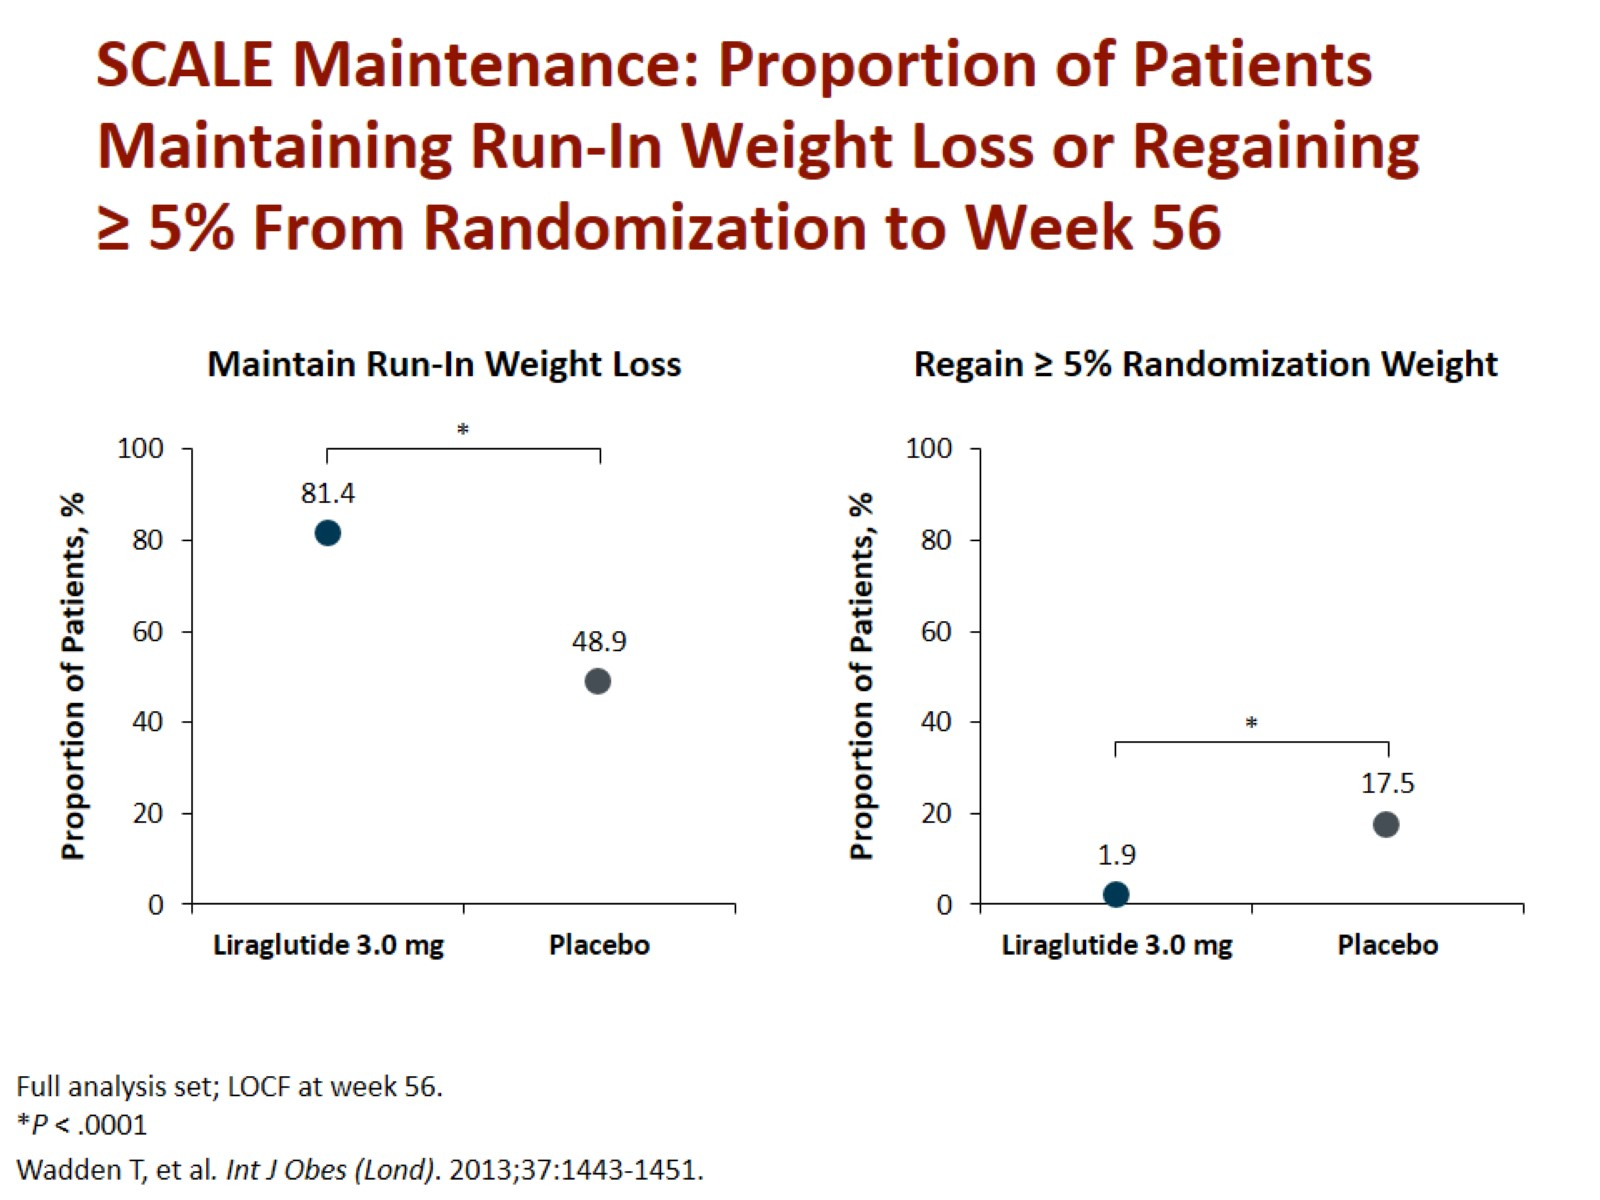 SCALE Maintenance: Proportion of Patients
Maintaining Run-In Weight Loss or Regaining
≥ 5% From Randomization to Week 56
Maintain Run-In Weight Loss
*
100
81.4
80
60
48.9
40
20
0
Proportion of Patients, %
Liraglutide 3.0 mg
Placebo
Regain ≥ 5% Randomization Weight
100
80
60
40
*
17.5
20
1.9
0
Proportion of Patients, %
Liraglutide 3.0 mg
Placebo
Full analysis set; LOCF at week 56.
*P < .0001
Wadden T, et al. Int J Obes (Lond). 2013;37:1443-1451.